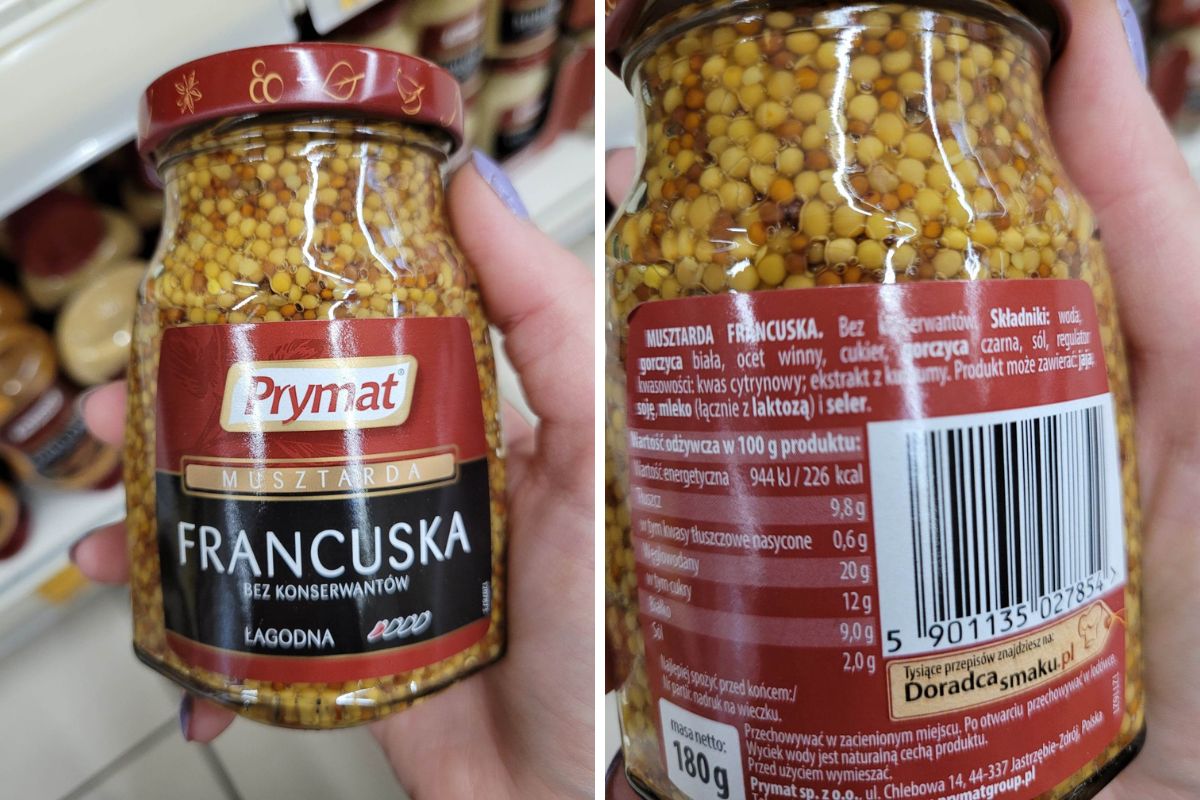 Prymat®
MUSZTARDA
FRANCUSKA
BEZ KONSERWANTÓW
ŁAGODNA
MUSZTARDA FRANCUSKA. Bez konserwantów. Składniki: woda,
gorczyca biała, ocet winny, cukier, gorczyca czarna, sól, regulator
kwasowości: kwas cytrynowy; ekstrakt z kurkumy. Produkt może zawierać: jaja,
soję, mleko (łącznie z laktozą) i seler.
Wartość odżywcza w 100 g produktu:
Wartość energetyczna 944 kJ / 226 kcal
Tłuszcz 9,8 g
w tym kwasy tłuszczowe nasycone 0,6 g
Węglowodany 20 g
w tym cukry 12 g
Białko 9,0 g
Sól 2,0 g
Najlepiej spożyć przed końcem:/
Nr partii: nadruk na wieczku.
5 901135 027854 >
Tysiące przepisów znajdziesz na:
Doradcasmaku.pl
masa netto:
180 g
Przechowywać w zacienionym miejscu. Po otwarciu przechowywać w lodówce.
Wyciek wody jest naturalną cechą produktu.
Przed użyciem wymieszać.
Prymat sp. z o.o., ul. Chlebowa 14, 44-337 Jastrzębie-Zdrój, Polska
prymatgroup.pl